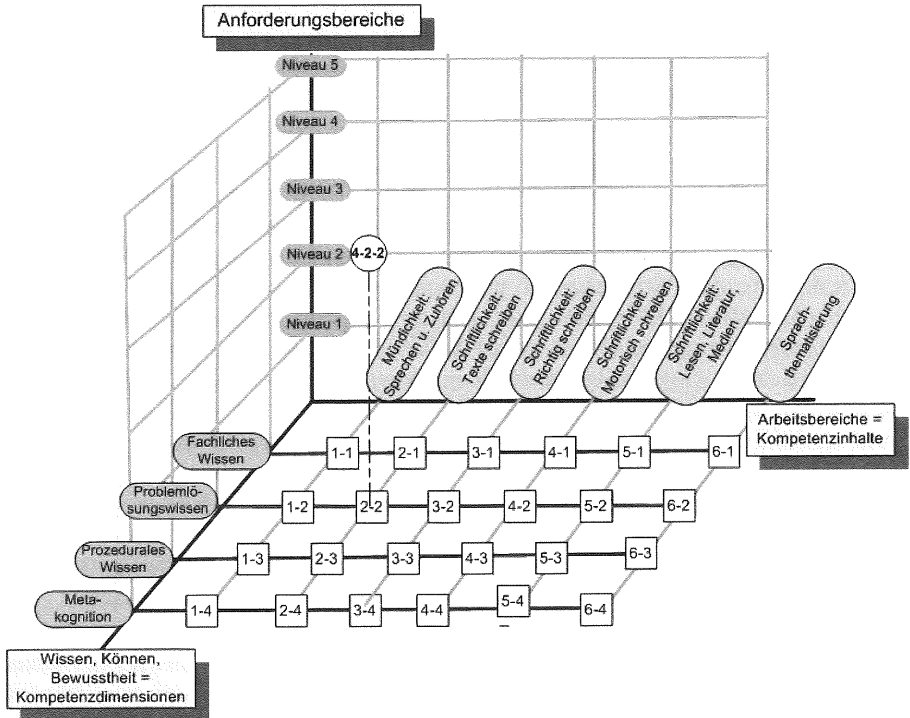 Anforderungsbereiche
Niveau 5
Niveau 4
Niveau 3
Niveau 2
4-2-2
Niveau 1
Mündlichkeit:
Sprechen u. Zuhören
Schriftlichkeit:
Texte schreiben
Schriftlichkeit:
Richtig schreiben
Schriftlichkeit:
Motorisch schreiben
Schriftlichkeit:
Lesen. Literatur,
Medien
Sprach-
thematisierung
Arbeitsbereiche =
Kompetenzinhalte
Fachliches
Wissen
1-1
2-1
3-1
4-1
5-1
6-1
Problemlö-
sungswissen
1-2
2-2
3-2
4-2
5-2
6-2
Prozedurales
Wissen
1-3
2-3
3-3
4-3
5-3
6-3
Meta-
kognition
1-4
2-4
3-4
4-4
5-4
6-4
Wissen, Können,
Bewusstheit =
Kompetenzdimensionen